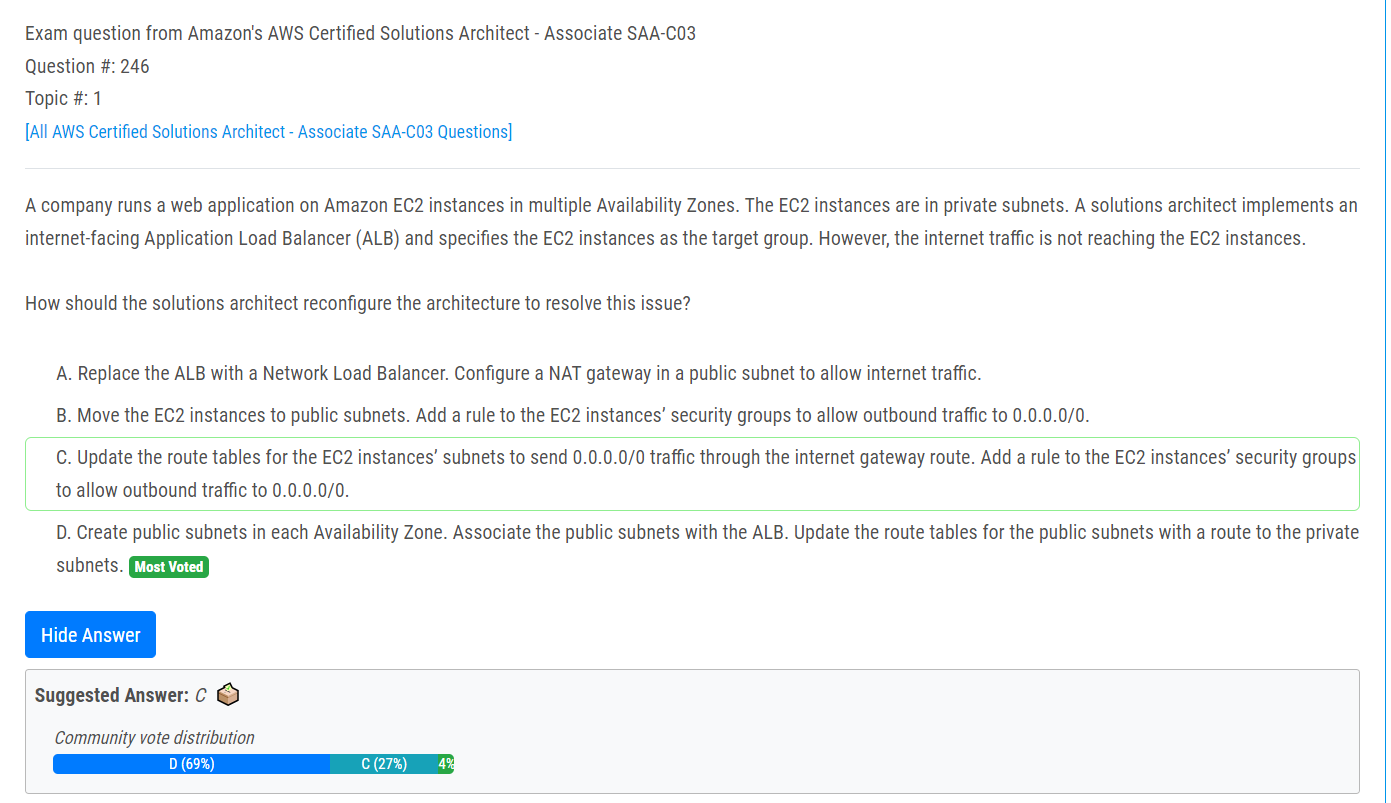 Exam question from Amazon's AWS Certified Solutions Architect - Associate SAA-C03
Question #: 246
Topic #: 1
[All AWS Certified Solutions Architect - Associate SAA-C03 Questions]
A company runs a web application on Amazon EC2 instances in multiple Availability Zones. The EC2 instances are in private subnets. A solutions architect implements an
internet-facing Application Load Balancer (ALB) and specifies the EC2 instances as the target group. However, the internet traffic is not reaching the EC2 instances.
How should the solutions architect reconfigure the architecture to resolve this issue?
A. Replace the ALB with a Network Load Balancer. Configure a NAT gateway in a public subnet to allow internet traffic.
B. Move the EC2 instances to public subnets. Add a rule to the EC2 instances’ security groups to allow outbound traffic to 0.0.0.0/0.
C. Update the route tables for the EC2 instances’ subnets to send 0.0.0.0/0 traffic through the internet gateway route. Add a rule to the EC2 instances’ security groups
to allow outbound traffic to 0.0.0.0/0.
D. Create public subnets in each Availability Zone. Associate the public subnets with the ALB. Update the route tables for the public subnets with a route to the private
subnets. Most Voted
Hide Answer
Suggested Answer: C
Community vote distribution
D (69%) C (27%) 4%